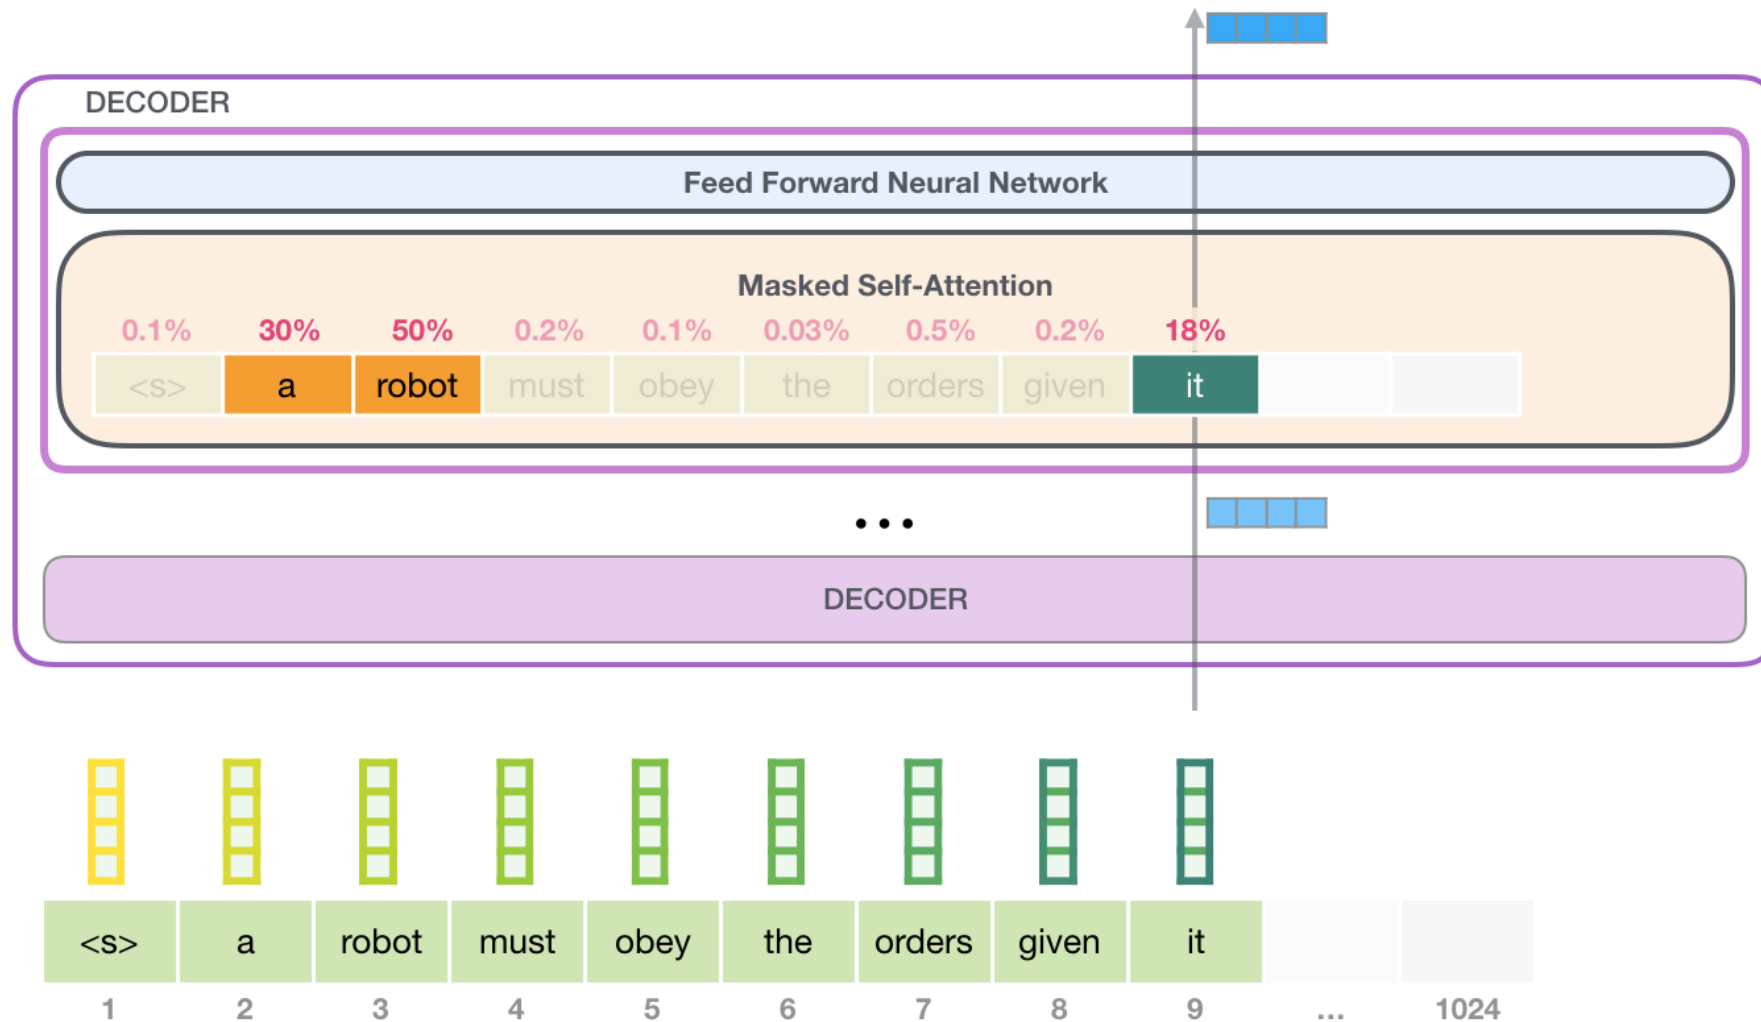 DECODER
Feed Forward Neural Network
Masked Self-Attention
0.1% 30% 50% 0.2% 0.1% 0.03% 0.5% 0.2% 18%
<s> a robot must obey the orders given it
...
DECODER
<s> a robot must obey the orders given it
1 2 3 4 5 6 7 8 9 ... 1024